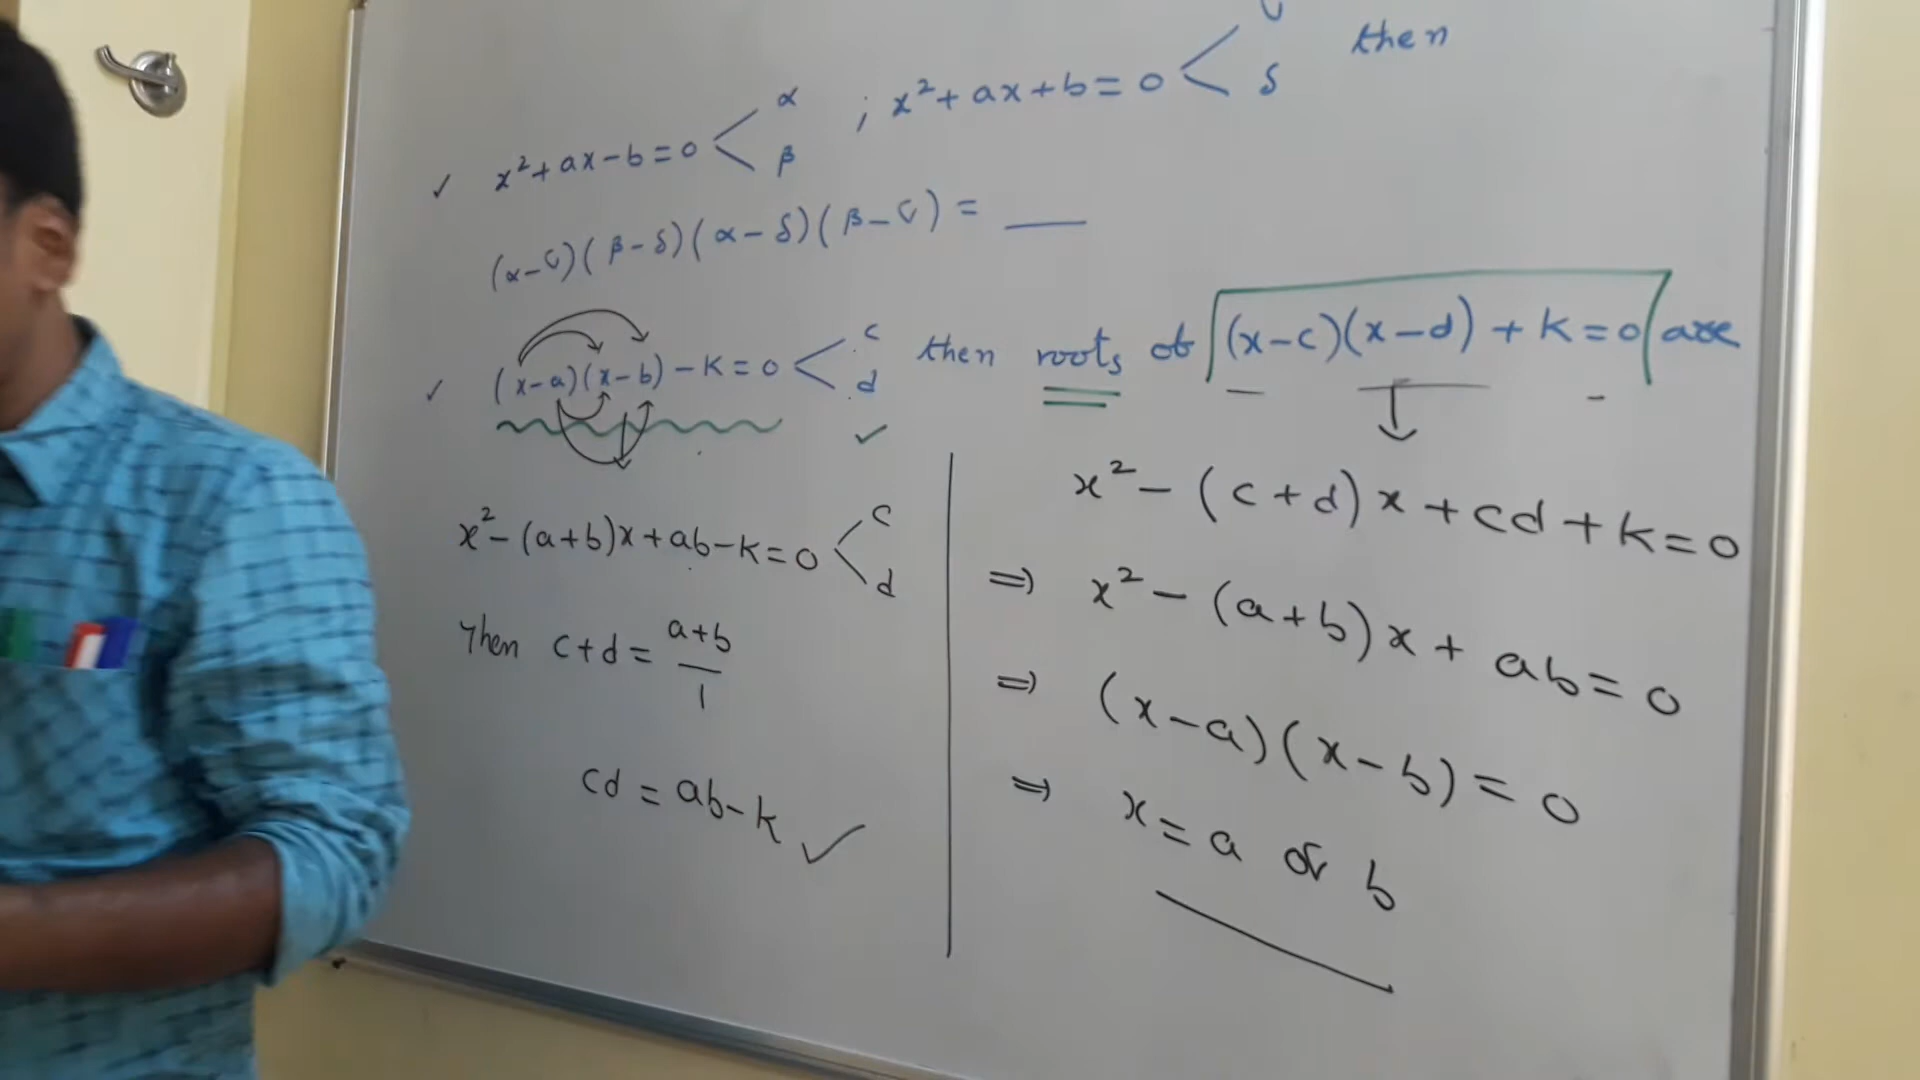 ✓ x²+ax-b=0 < α β ; x²+ax+b=0 < γ δ then
(α-γ)(β-δ)(α-δ)(β-γ) = ___
✓ (x-a)(x-b)-k=0 < c d then roots of (x-c)(x-d)+k=0 are
x²-(a+b)x+ab-k=0 < c d
Then c+d = a+b/1
cd = ab-k ✓
x²-(c+d)x+cd+k=0
⇒ x²-(a+b)x+ab=0
⇒ (x-a)(x-b)=0
⇒ x=a or b